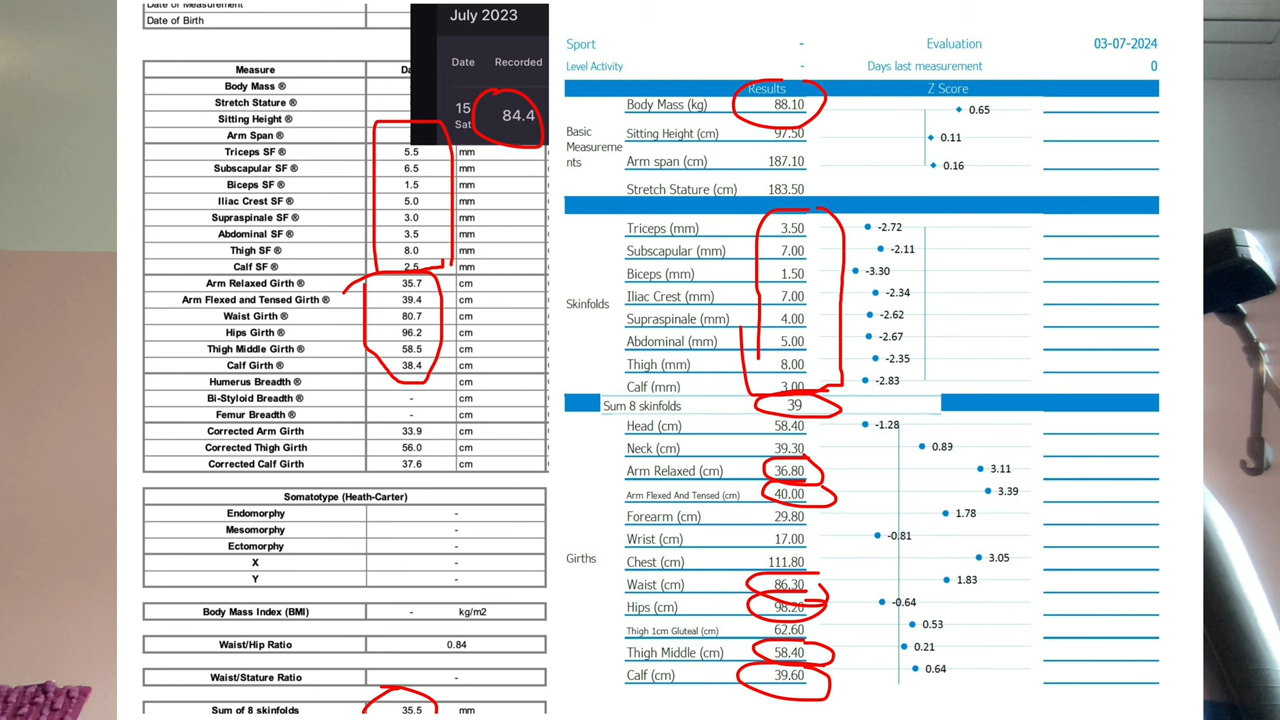 Date of Measurement
Date of Birth
Measure
Body Mass ®
Stretch Stature ®
Sitting Height ®
Arm Span ®
Triceps SF ® 5.5 mm
Subscapular SF ® 6.5 mm
Biceps SF ® 1.5 mm
Iliac Crest SF ® 5.0 mm
Supraspinale SF ® 3.0 mm
Abdominal SF ® 3.5 mm
Thigh SF ® 8.0 mm
Calf SF ® 2.5 mm
Arm Relaxed Girth ® 35.7 cm
Arm Flexed and Tensed Girth ® 39.4 cm
Waist Girth ® 80.7 cm
Hips Girth ® 96.2 cm
Thigh Middle Girth ® 58.5 cm
Calf Girth ® 38.4 cm
Humerus Breadth ® cm
Bi-Styloid Breadth ® - cm
Femur Breadth ® - cm
Corrected Arm Girth 33.9 cm
Corrected Thigh Girth 56.0 cm
Corrected Calf Girth 37.6 cm
Somatotype (Heath-Carter)
Endomorphy -
Mesomorphy -
Ectomorphy -
X -
Y -
Body Mass Index (BMI) - kg/m2
Waist/Hip Ratio 0.84
Waist/Stature Ratio -
Sum of 8 skinfolds 35.5 mm
July 2023
Date Recorded
15 84.4
Sat
Sport - Evaluation 03-07-2024
Level Activity - Days last measurement 0
Results Z Score
Basic
Measureme
nts
Body Mass (kg) 88.10 0.65
Sitting Height (cm) 97.50 0.11
Arm span (cm) 187.10 0.16
Stretch Stature (cm) 183.50
Skinfolds
Triceps (mm) 3.50 -2.72
Subscapular (mm) 7.00 -2.11
Biceps (mm) 1.50 -3.30
Iliac Crest (mm) 7.00 -2.34
Supraspinale (mm) 4.00 -2.62
Abdominal (mm) 5.00 -2.67
Thigh (mm) 8.00 -2.35
Calf (mm) 3.00 -2.83
Sum 8 skinfolds 39
Girths
Head (cm) 58.40 -1.28
Neck (cm) 39.30 0.89
Arm Relaxed (cm) 36.80 3.11
Arm Flexed And Tensed (cm) 40.00 3.39
Forearm (cm) 29.80 1.78
Wrist (cm) 17.00 -0.81
Chest (cm) 111.80 3.05
Waist (cm) 86.30 1.83
Hips (cm) 98.20 -0.64
Thigh 1cm Gluteal (cm) 62.60 0.53
Thigh Middle (cm) 58.40 0.21
Calf (cm) 39.60 0.64